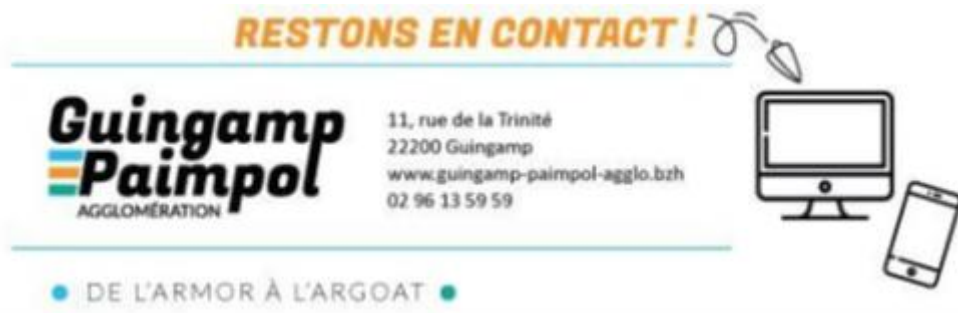 RESTONS EN CONTACT !
Guingamp
Paimpol
AGGLOMÉRATION
11, rue de la Trinité
22200 Guingamp
www.guingamp-paimpol-agglo.bzh
02 96 13 59 59
DE L'ARMOR À L'ARGOAT